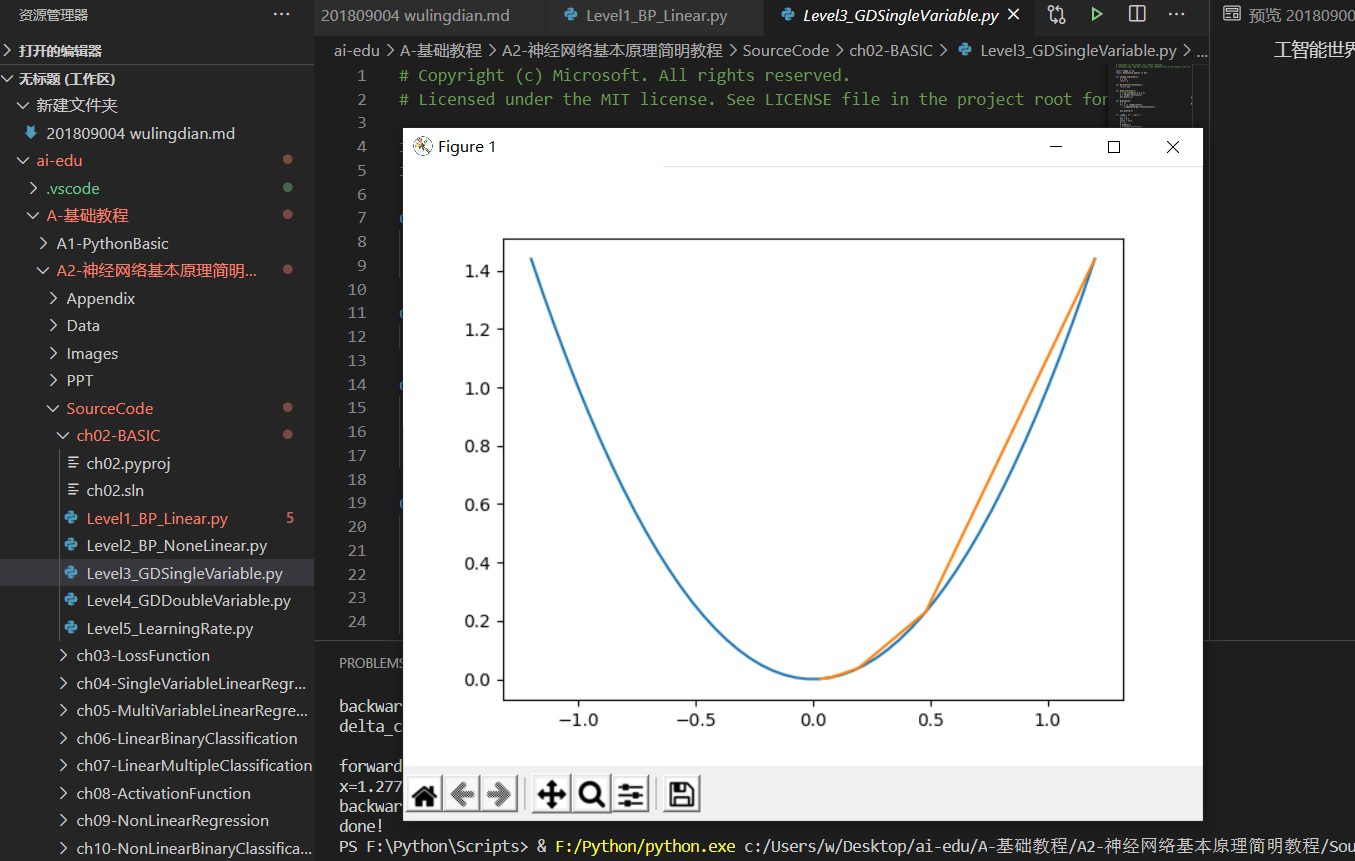 资源管理器
打开的编辑器
无标题 (工作区)
新建文件夹
201809004 wulingdian.md
ai-edu
.vscode
A-基础教程
A1-PythonBasic
A2-神经网络基本原理简明...
Appendix
Data
Images
PPT
SourceCode
ch02-BASIC
ch02.pyproj
ch02.sln
Level1_BP_Linear.py 5
Level2_BP_NoneLinear.py
Level3_GDSingleVariable.py
Level4_GDDoubleVariable.py
Level5_LearningRate.py
ch03-LossFunction
ch04-SingleVariableLinearRegr...
ch05-MultiVariableLinearRegre...
ch06-LinearBinaryClassification
ch07-LinearMultipleClassification
ch08-ActivationFunction
ch09-NonLinearRegression
ch10-NonLinearBinaryClassifica...
201809004 wulingdian.md Level1_BP_Linear.py Level3_GDSingleVariable.py
ai-edu > A-基础教程 > A2-神经网络基本原理简明教程 > SourceCode > ch02-BASIC > Level3_GDSingleVariable.py > ...
1 # Copyright (c) Microsoft. All rights reserved.
2 # Licensed under the MIT license. See LICENSE file in the project root for
3
4
5
6
7
8
9
10
11
12
13
14
15
16
17
18
19
20
21
22
23
24
Figure 1
1.4
1.2
1.0
0.8
0.6
0.4
0.2
0.0
−1.0 −0.5 0.0 0.5 1.0
PROBLEMS
backwar
delta_c
forward
x=1.277
backwar
done!
PS F:\Python\Scripts> & F:/Python/python.exe c:/Users/w/Desktop/ai-edu/A-基础教程/A2-神经网络基本原理简明教程/Sou
预览 20180900
工智能世界